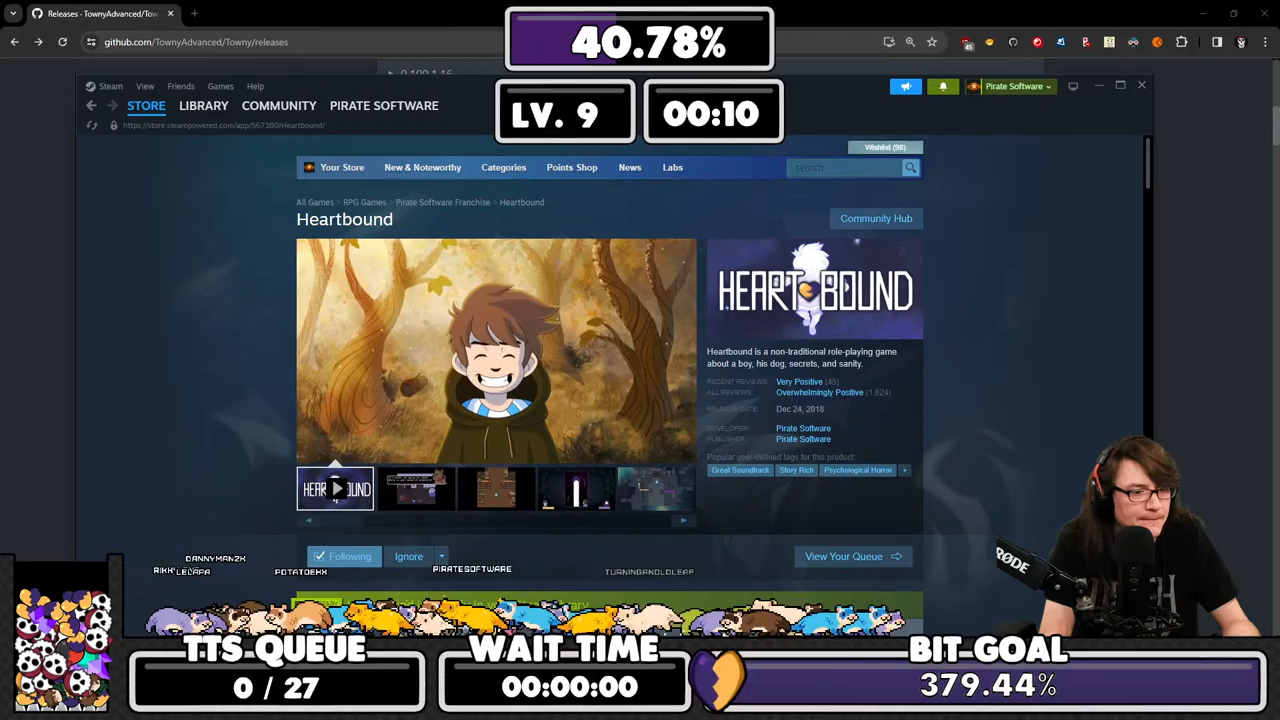 Releases · TownyAdvanced/Tow
github.com/TownyAdvanced/Towny/releases
40.78%
0.100.1.16
Steam View Friends Games Help
Pirate Software
STORE LIBRARY COMMUNITY PIRATE SOFTWARE
LV. 9
00:10
https://store.steampowered.com/app/567380/Heartbound/
Wishlist (98)
Your Store New & Noteworthy Categories Points Shop News Labs
search
All Games > RPG Games > Pirate Software Franchise > Heartbound
Heartbound
Community Hub
HEARTBOUND
Heartbound is a non-traditional role-playing game
about a boy, his dog, secrets, and sanity.
RECENT REVIEWS: Very Positive (45)
ALL REVIEWS: Overwhelmingly Positive (1,624)
RELEASE DATE: Dec 24, 2018
DEVELOPER: Pirate Software
PUBLISHER: Pirate Software
Popular user-defined tags for this product:
Great Soundtrack Story Rich Psychological Horror +
Following Ignore
View Your Queue
DANNYMANZK
POTATOEHX
PIRATESOFTWARE
TURNINGANDLDLEAF
RØDE
TTS QUEUE
0 / 27
WAIT TIME
00:00:00
BIT GOAL
379.44%